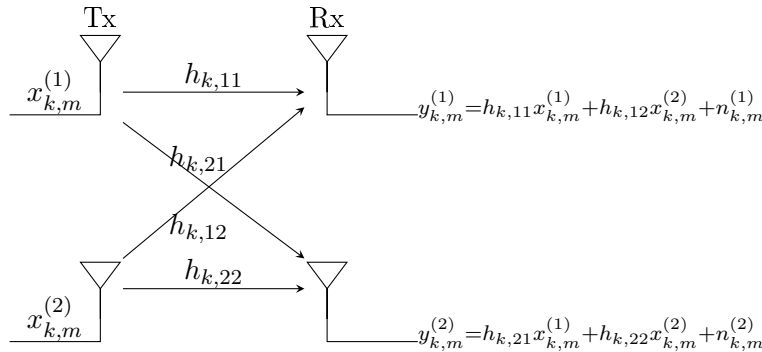 Tx Rx
x_{k,m}^{(1)} h_{k,11} y_{k,m}^{(1)}=h_{k,11}x_{k,m}^{(1)}+h_{k,12}x_{k,m}^{(2)}+n_{k,m}^{(1)}
h_{k,21}
h_{k,12}
x_{k,m}^{(2)} h_{k,22} y_{k,m}^{(2)}=h_{k,21}x_{k,m}^{(1)}+h_{k,22}x_{k,m}^{(2)}+n_{k,m}^{(2)}